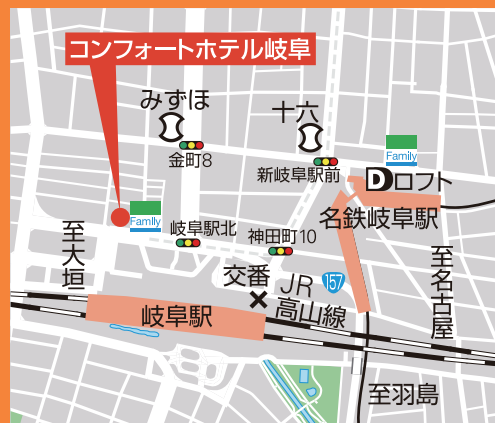 コンフォートホテル岐阜
みずほ
十六
金町8
新岐阜駅前
Family
D ロフト
Family
岐阜駅北
神田町10
名鉄岐阜駅
至大垣
交番
JR
高山線
157
至名古屋
岐阜駅
至羽島